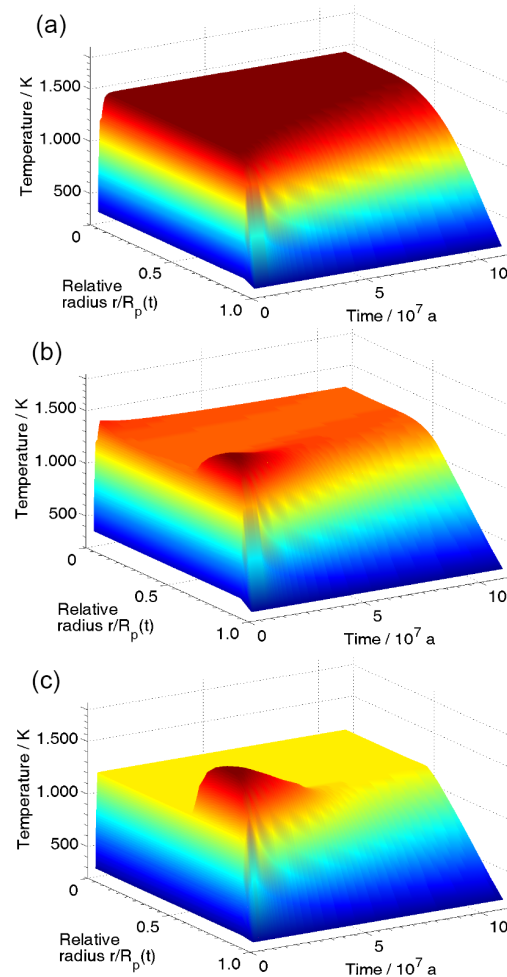 (a)
Temperature / K
1.500
1.000
500
0
0.5
1.0
Relative
radius r/Rp(t)
0
5
10
Time / 10⁷ a
(b)
Temperature / K
1.500
1.000
500
0
0.5
1.0
Relative
radius r/Rp(t)
0
5
10
Time / 10⁷ a
(c)
Temperature / K
1.500
1.000
500
0
0.5
1.0
Relative
radius r/Rp(t)
0
5
10
Time / 10⁷ a